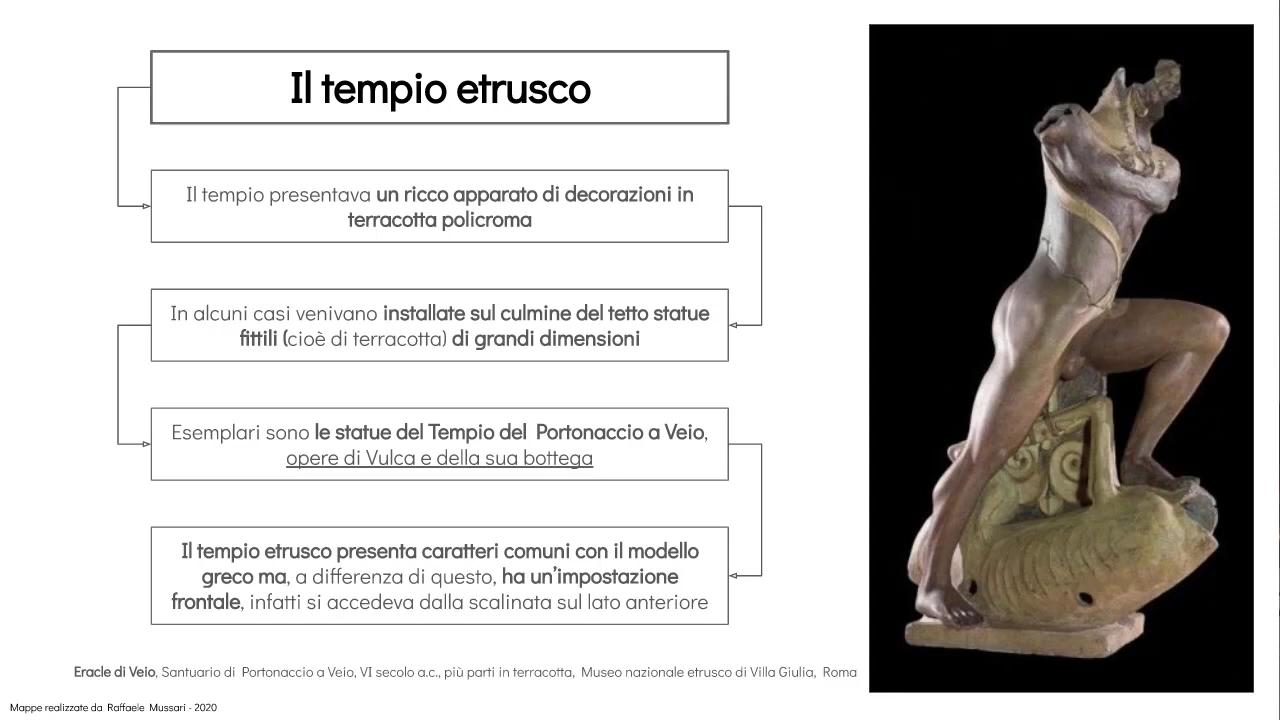 Il tempio etrusco
Il tempio presentava un ricco apparato di decorazioni in
terracotta policroma
In alcuni casi venivano installate sul culmine del tetto statue
fittili (cioè di terracotta) di grandi dimensioni
Esemplari sono le statue del Tempio del Portonaccio a Veio,
opere di Vulca e della sua bottega
Il tempio etrusco presenta caratteri comuni con il modello
greco ma, a differenza di questo, ha un'impostazione
frontale, infatti si accedeva dalla scalinata sul lato anteriore
Eracle di Veio, Santuario di Portonaccio a Veio, VI secolo a.c., più parti in terracotta, Museo nazionale etrusco di Villa Giulia, Roma
Mappe realizzate da Raffaele Mussari - 2020